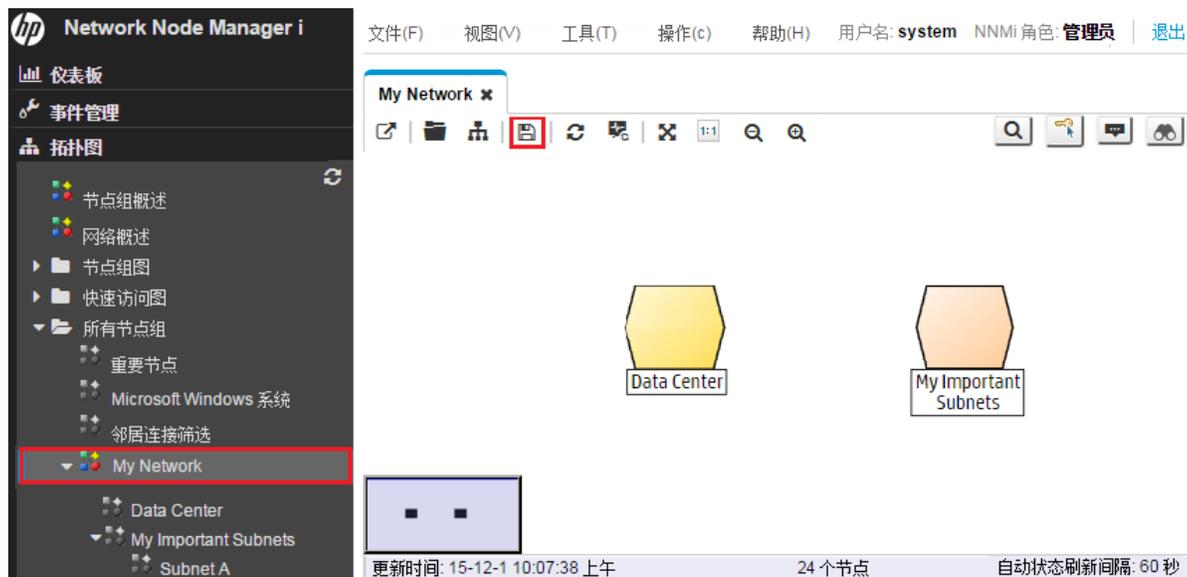 hp Network Node Manager i
文件(F) 视图(V) 工具(T) 操作(c) 帮助(H) 用户名: system NNMi 角色: 管理员 退出
仪表板
事件管理
拓扑图
节点组概述
网络概述
节点组图
快速访问图
所有节点组
重要节点
Microsoft Windows 系统
邻居连接筛选
My Network
Data Center
My Important Subnets
Subnet A
My Network ✖
1:1
Data Center
My Important
Subnets
更新时间: 15-12-1 10:07:38 上午 24 个节点 自动状态刷新间隔: 60 秒